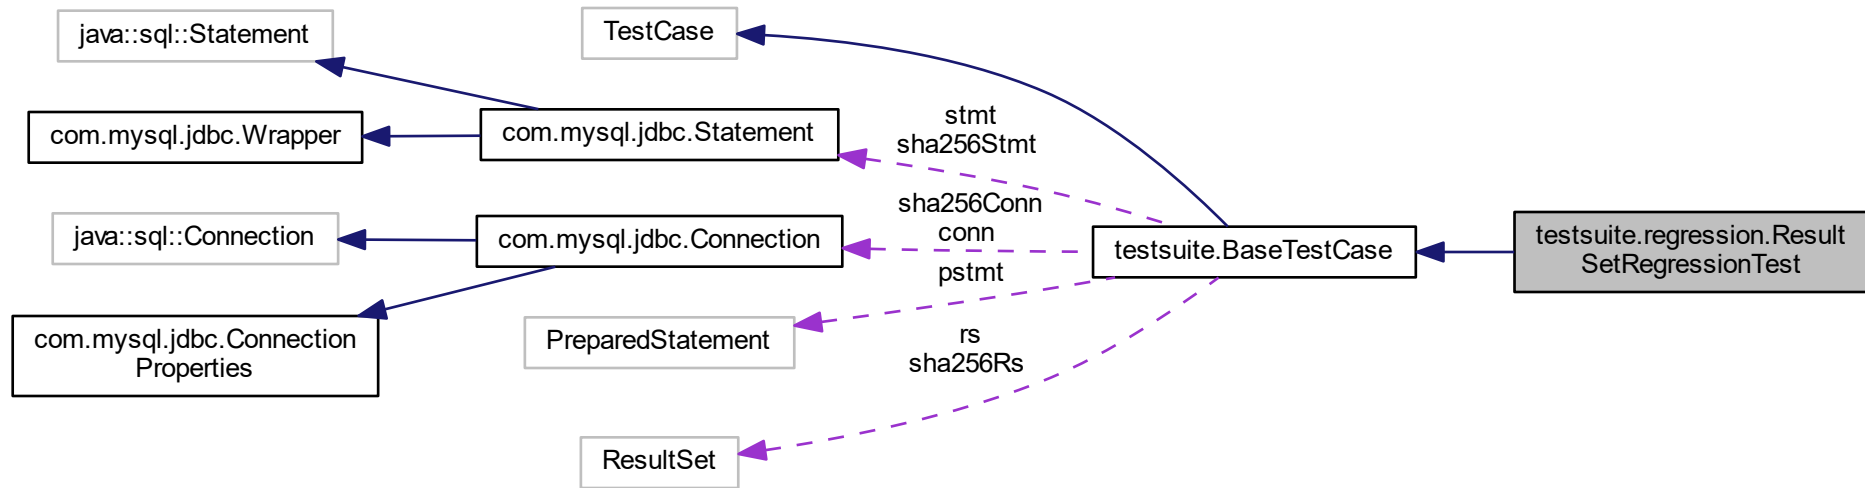 java::sql::Statement
TestCase
com.mysql.jdbc.Wrapper
com.mysql.jdbc.Statement
stmt
sha256Stmt
java::sql::Connection
com.mysql.jdbc.Connection
sha256Conn
conn
testsuite.BaseTestCase
testsuite.regression.Result
SetRegressionTest
com.mysql.jdbc.Connection
Properties
PreparedStatement
pstmt
rs
sha256Rs
ResultSet